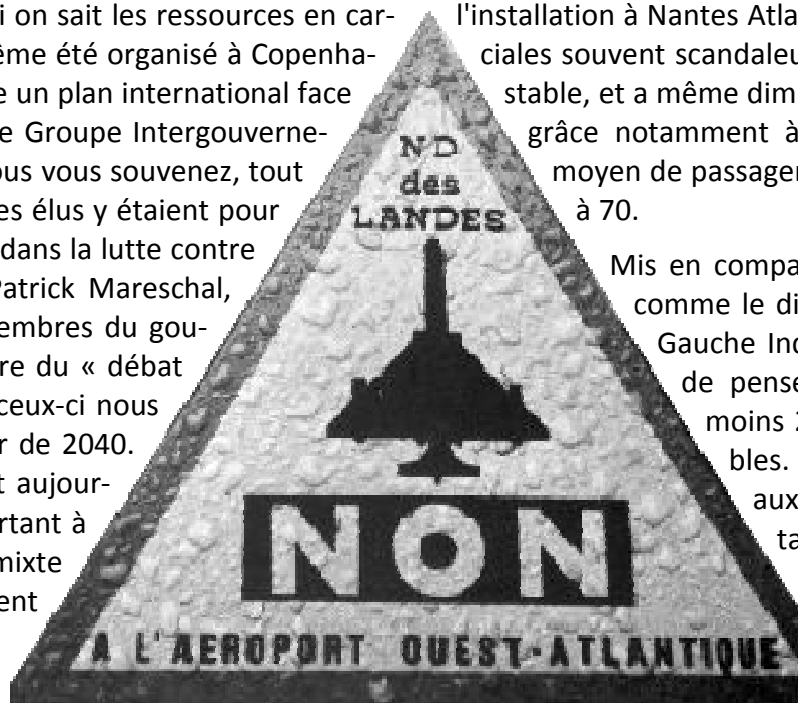 i on sait les ressources en car-
ême été organisé à Copenha-
e un plan international face
e Groupe Intergouverne-
ous vous souvenez, tout
es élus y étaient pour
dans la lutte contre
Patrick Mareschal,
embres du gou-
re du « débat
ceux-ci nous
r de 2040.
t aujour-
rtant à
mixte
ent
ND
des
LANDES
NON
A L'AEROPORT OUEST-ATLANTIQUE
l'installation à Nantes Atla
ciales souvent scandaleu
stable, et a même dim
grâce notamment à
moyen de passager
à 70.
Mis en compa
comme le di
Gauche Ind
de pense
moins 2
bles.
aux
ta